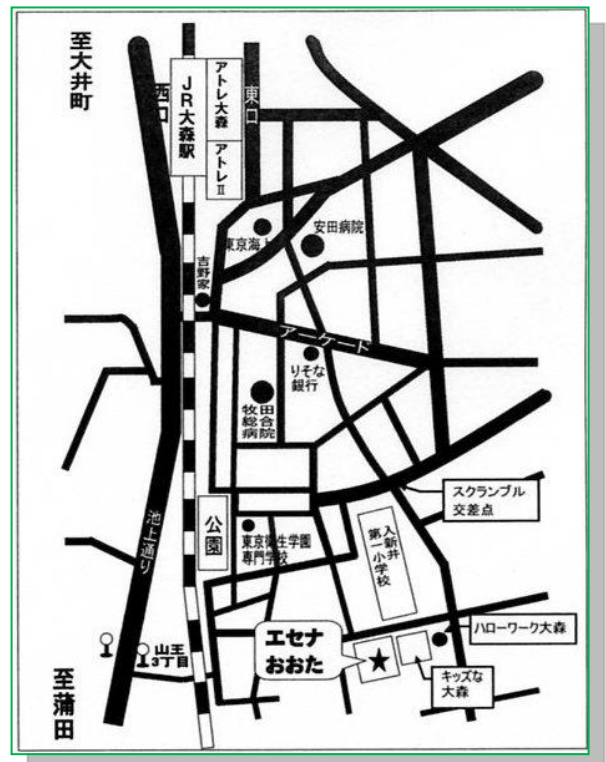 至大井町
西口
JR大森駅
アトレ大森
アトレⅡ
東口
東京海上
安田病院
吉野家
アーケード
りそな
銀行
牧田
総合
病院
スクランブル
交差点
池上通り
公園
東京衛生学園
専門学校
入新井
第一小学校
エセナ
おおた
ハローワーク大森
キッズな
大森
山王
3丁目
至蒲田